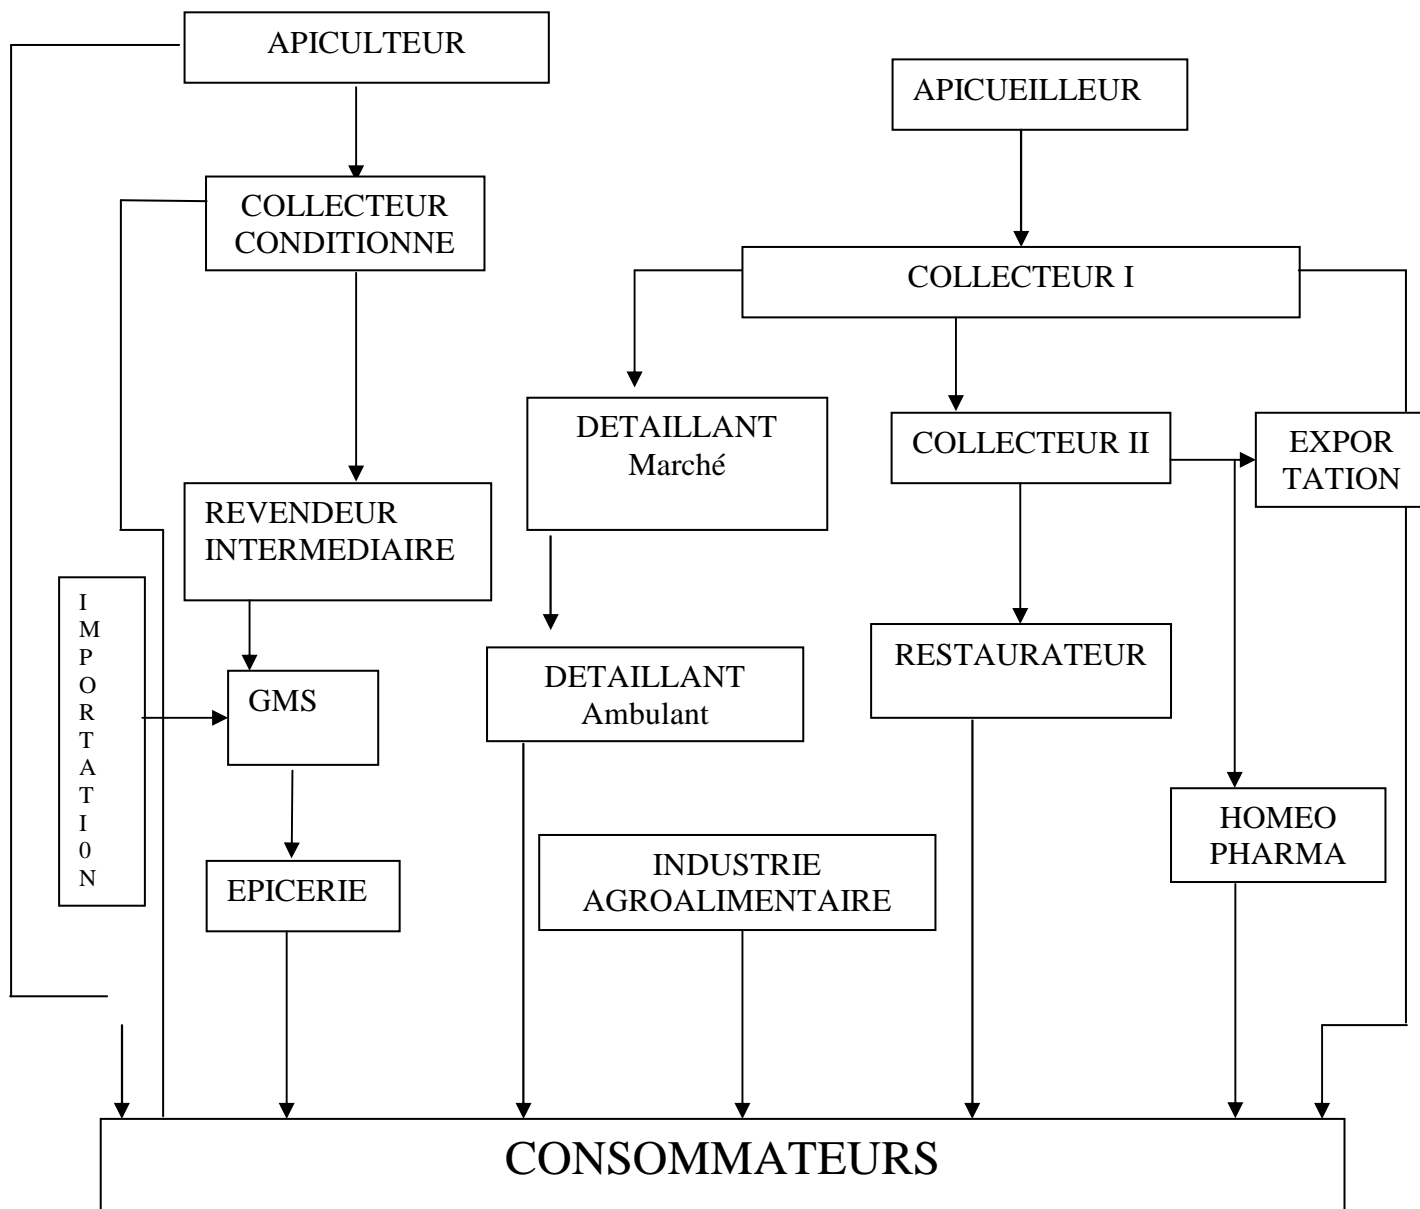 APICULTEUR
APICUEILLEUR
COLLECTEUR
CONDITIONNE
COLLECTEUR I
DETAILLANT
Marché
COLLECTEUR II
EXPOR
TATION
REVENDEUR
INTERMEDIAIRE
I
M
P
O
R
T
A
T
I
0
N
RESTAURATEUR
GMS
DETAILLANT
Ambulant
HOMEO
PHARMA
EPICERIE
INDUSTRIE
AGROALIMENTAIRE
CONSOMMATEURS